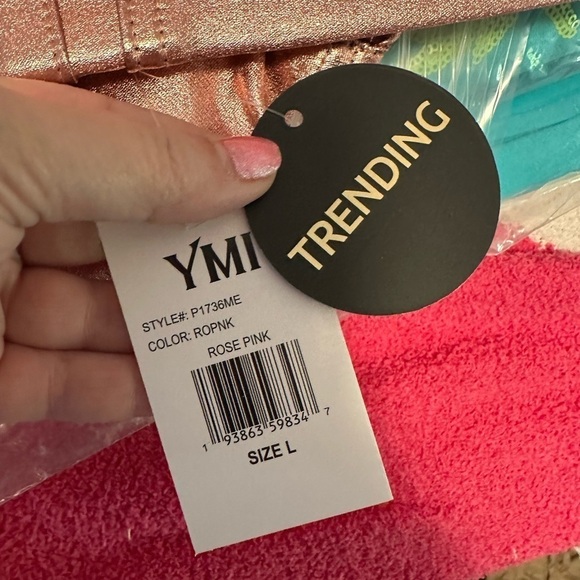 TRENDING
YMI
STYLE#: P1736ME
COLOR: ROPNK
ROSE PINK
1 93863 59834 7
SIZE L